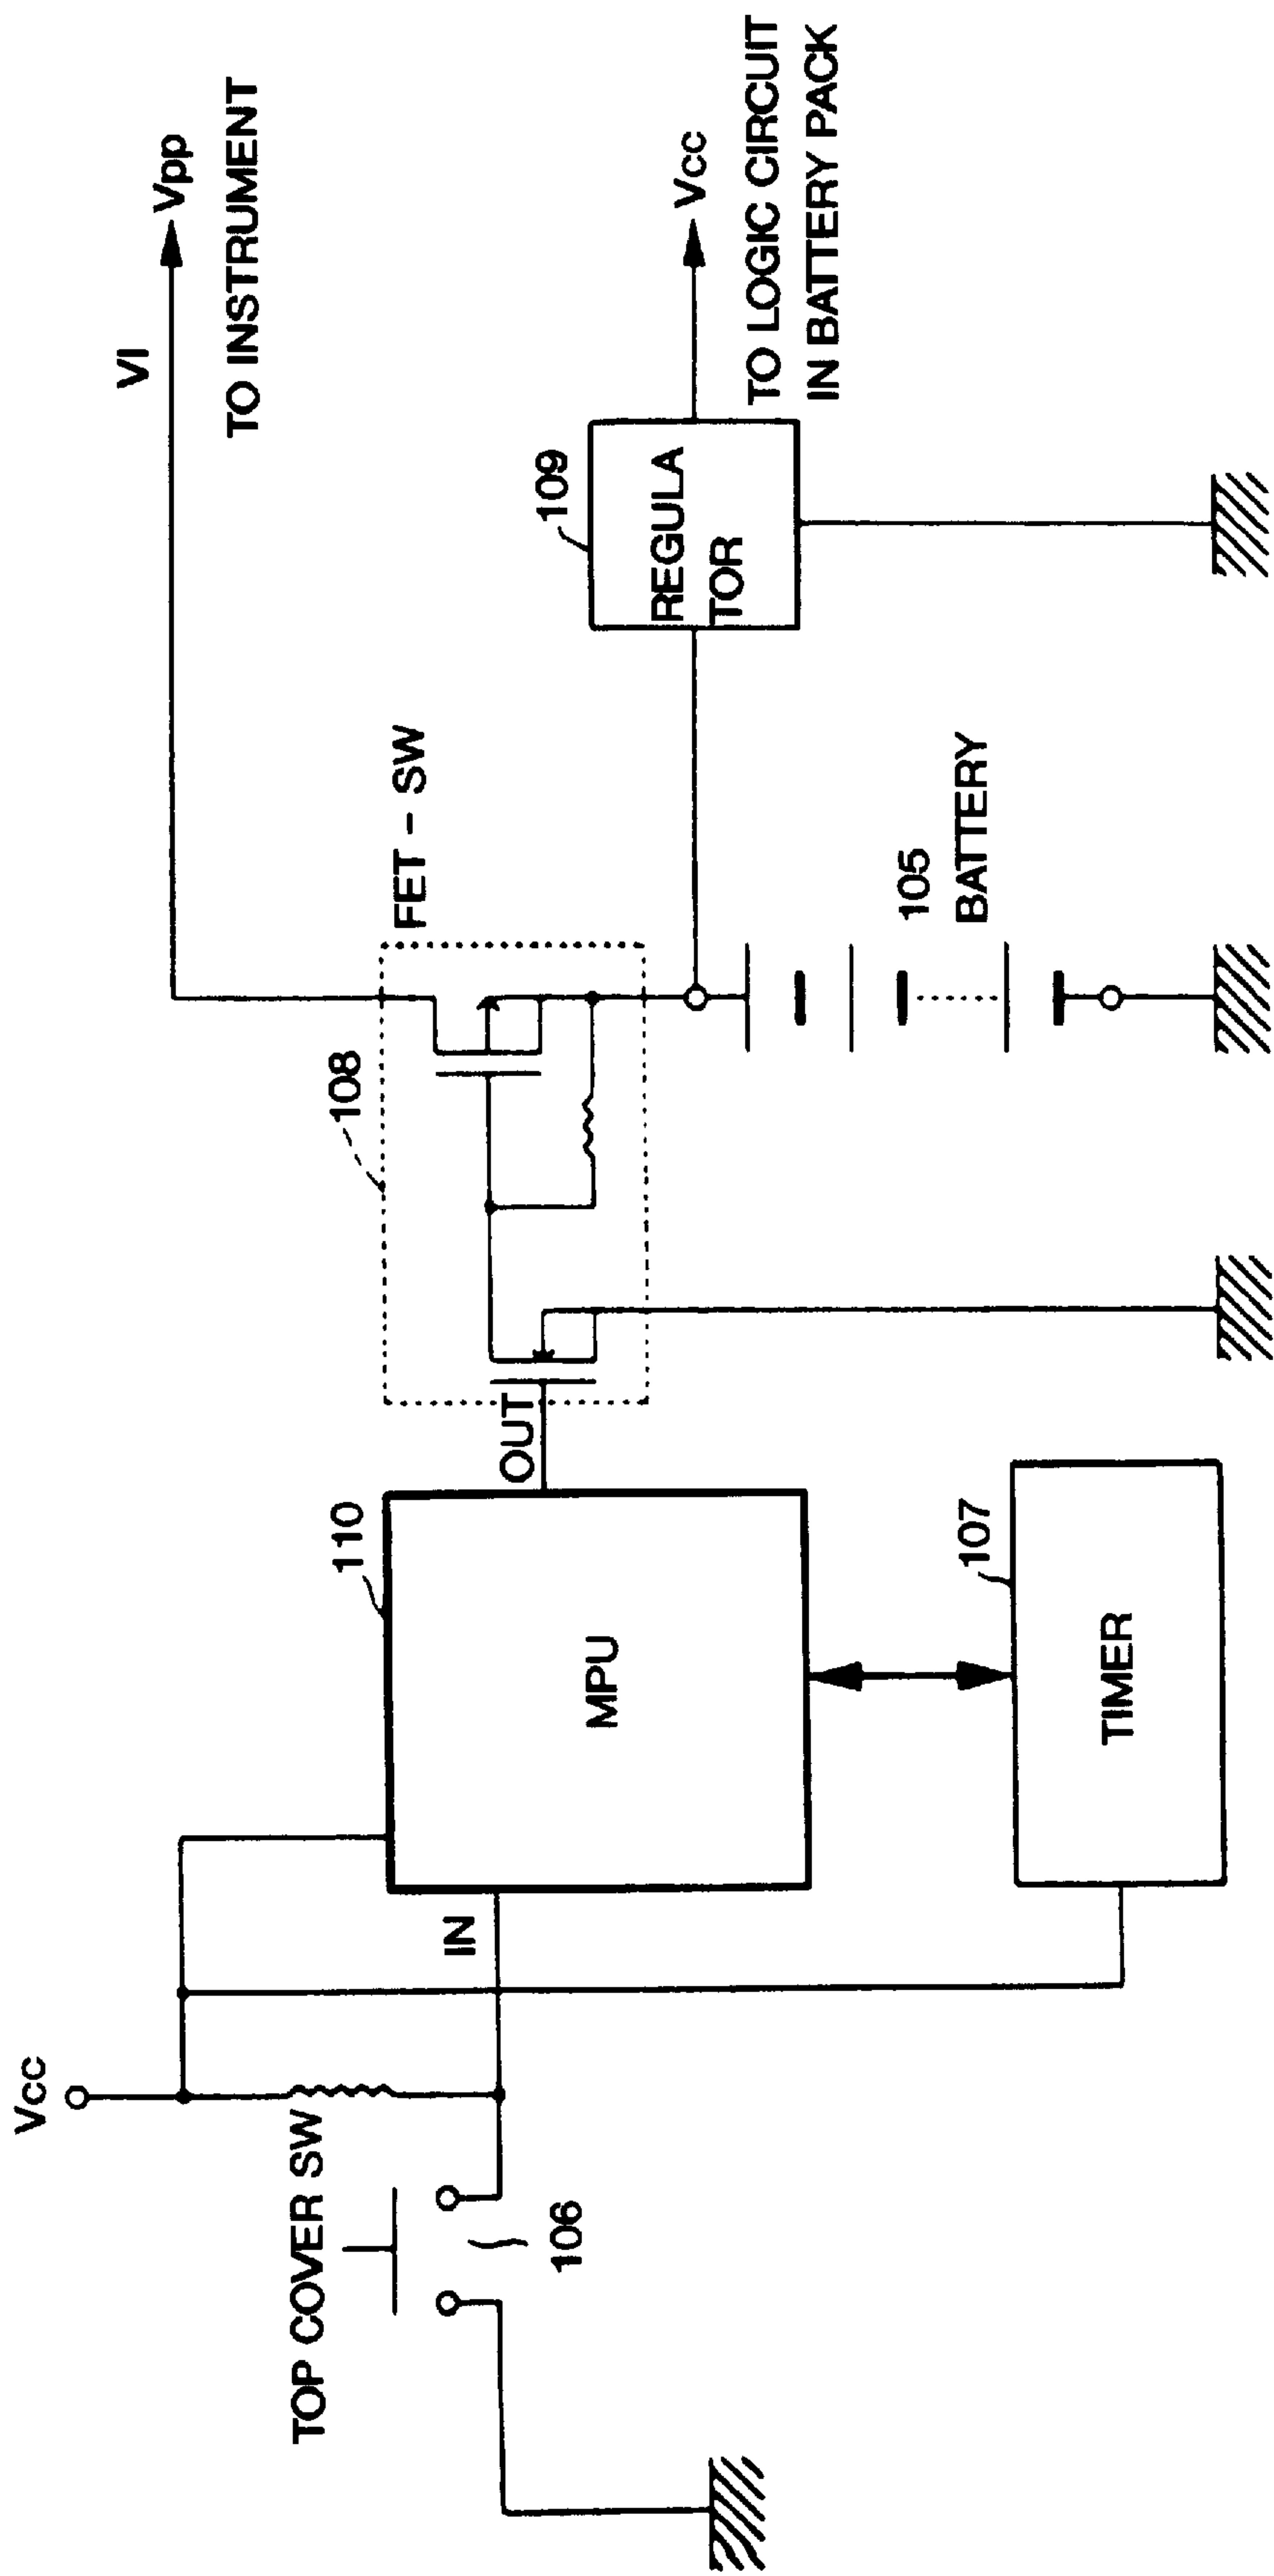 Vcc
TOP COVER SW
106
IN
110
MPU
OUT
107
TIMER
108
FET - SW
105
BATTERY
109
REGULA
TOR
VI
Vpp
TO INSTRUMENT
Vcc
TO LOGIC CIRCUIT
IN BATTERY PACK